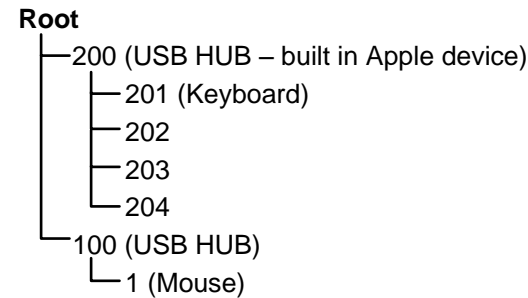 Root
200 (USB HUB – built in Apple device)
201 (Keyboard)
202
203
204
100 (USB HUB)
1 (Mouse)